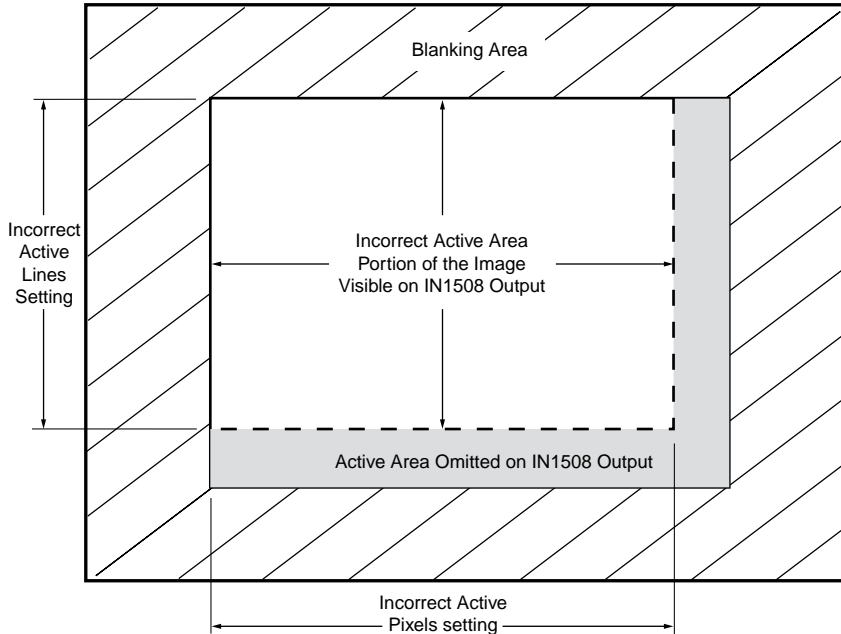 Blanking Area
Incorrect
Active
Lines
Setting
Incorrect Active Area
Portion of the Image
Visible on IN1508 Output
Active Area Omitted on IN1508 Output
Incorrect Active
Pixels setting